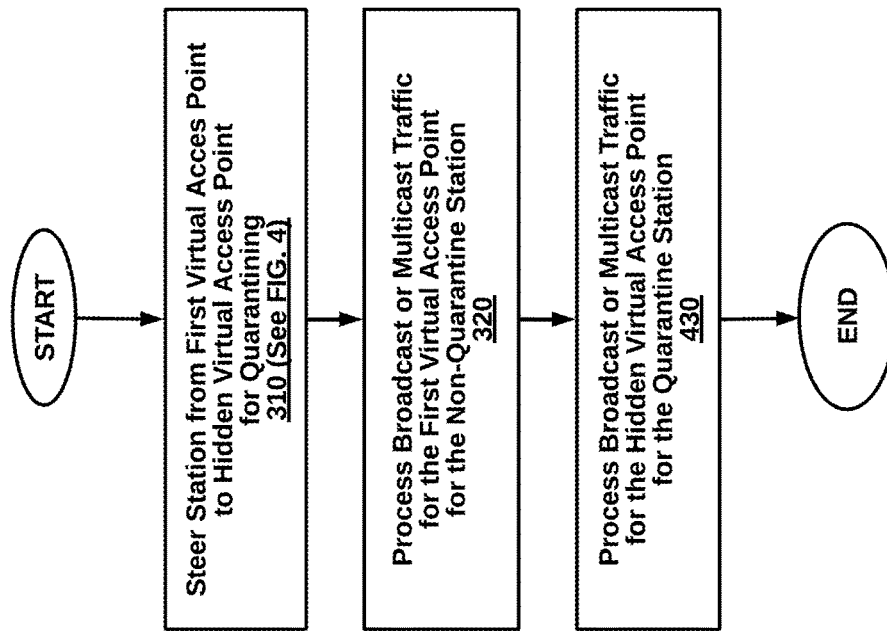 START
Steer Station from First Virtual Acces Point
to Hidden Virtual Access Point
for Quarantining
310 (See FIG. 4)
Process Broadcast or Multicast Traffic
for the First Virtual Access Point
for the Non-Quarantine Station
320
Process Broadcast or Multicast Traffic
for the Hidden Virtual Access Point
for the Quarantine Station
430
END